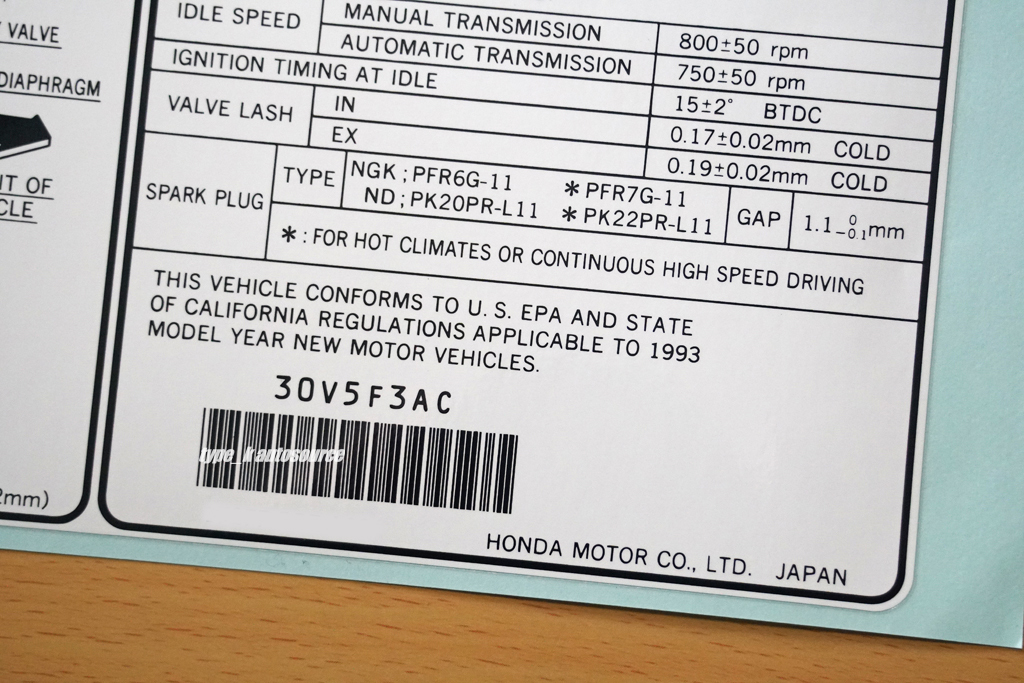 VALVE
DIAPHRAGM
IT OF
CLE
2mm)
IDLE SPEED
MANUAL TRANSMISSION 800±50 rpm
AUTOMATIC TRANSMISSION 750±50 rpm
IGNITION TIMING AT IDLE 15±2° BTDC
VALVE LASH
IN 0.17±0.02mm COLD
EX 0.19±0.02mm COLD
SPARK PLUG
TYPE
NGK ; PFR6G-11 * PFR7G-11
ND ; PK20PR-L11 * PK22PR-L11
GAP 1.1 0 -0.1 mm
* : FOR HOT CLIMATES OR CONTINUOUS HIGH SPEED DRIVING
THIS VEHICLE CONFORMS TO U. S. EPA AND STATE
OF CALIFORNIA REGULATIONS APPLICABLE TO 1993
MODEL YEAR NEW MOTOR VEHICLES.
30V5F3AC
type_k autosource
HONDA MOTOR CO., LTD. JAPAN